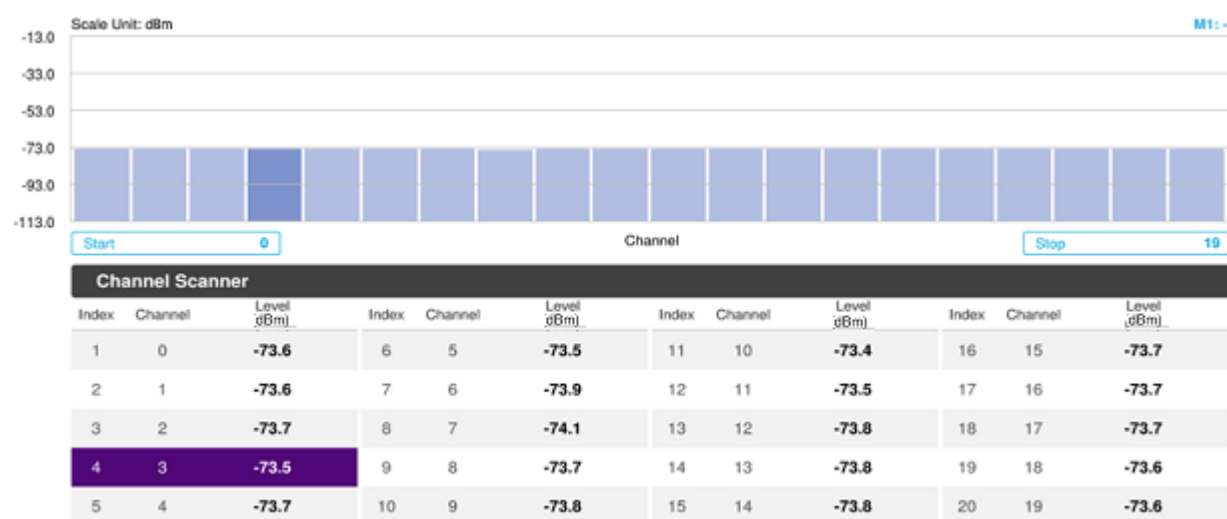 Scale Unit: dBm M1: -
-13.0
-33.0
-53.0
-73.0
-93.0
-113.0
Start 0 Channel Stop 19
Channel Scanner
Index Channel Level dBm) Index Channel Level dBm) Index Channel Level dBm) Index Channel Level dBm)
1 0 -73.6 6 5 -73.5 11 10 -73.4 16 15 -73.7
2 1 -73.6 7 6 -73.9 12 11 -73.5 17 16 -73.7
3 2 -73.7 8 7 -74.1 13 12 -73.8 18 17 -73.7
4 3 -73.5 9 8 -73.7 14 13 -73.8 19 18 -73.6
5 4 -73.7 10 9 -73.8 15 14 -73.8 20 19 -73.6